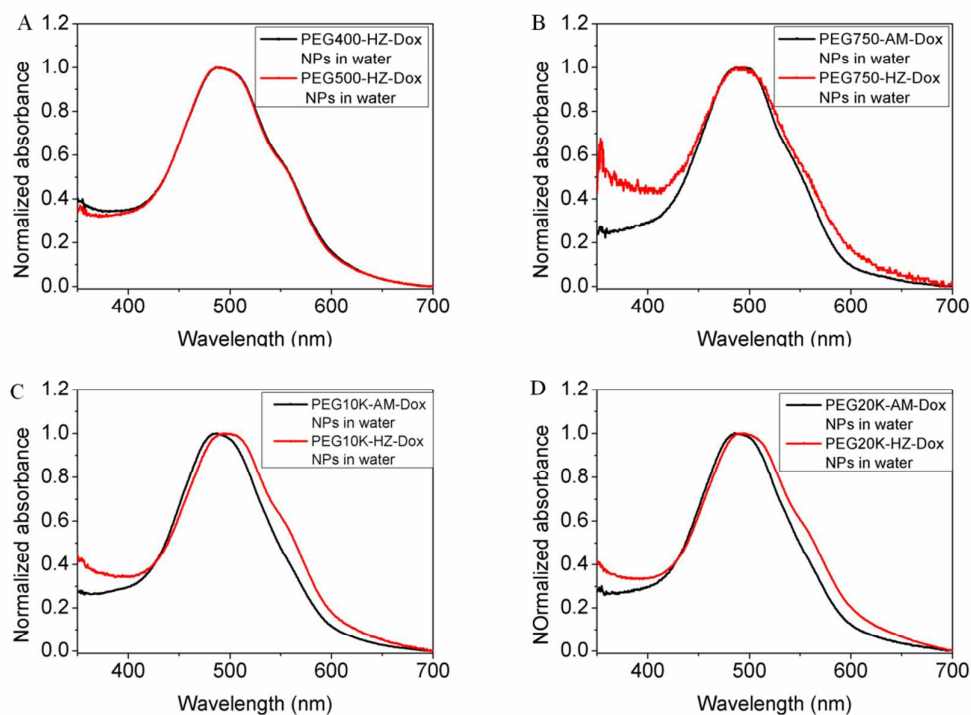 A
Normalized absorbance
1.2
1.0
0.8
0.6
0.4
0.2
0.0
PEG400-HZ-Dox
NPs in water
PEG500-HZ-Dox
NPs in water
400 500 600 700
Wavelength (nm)
B
Normalized absorbance
1.2
1.0
0.8
0.6
0.4
0.2
0.0
PEG750-AM-Dox
NPs in water
PEG750-HZ-Dox
NPs in water
400 500 600 700
Wavelength (nm)
C
Normalized absorbance
1.2
1.0
0.8
0.6
0.4
0.2
0.0
PEG10K-AM-Dox
NPs in water
PEG10K-HZ-Dox
NPs in water
400 500 600 700
Wavelength (nm)
D
NOrmalized absorbance
1.2
1.0
0.8
0.6
0.4
0.2
0.0
PEG20K-AM-Dox
NPs in water
PEG20K-HZ-Dox
NPs in water
400 500 600 700
Wavelength (nm)